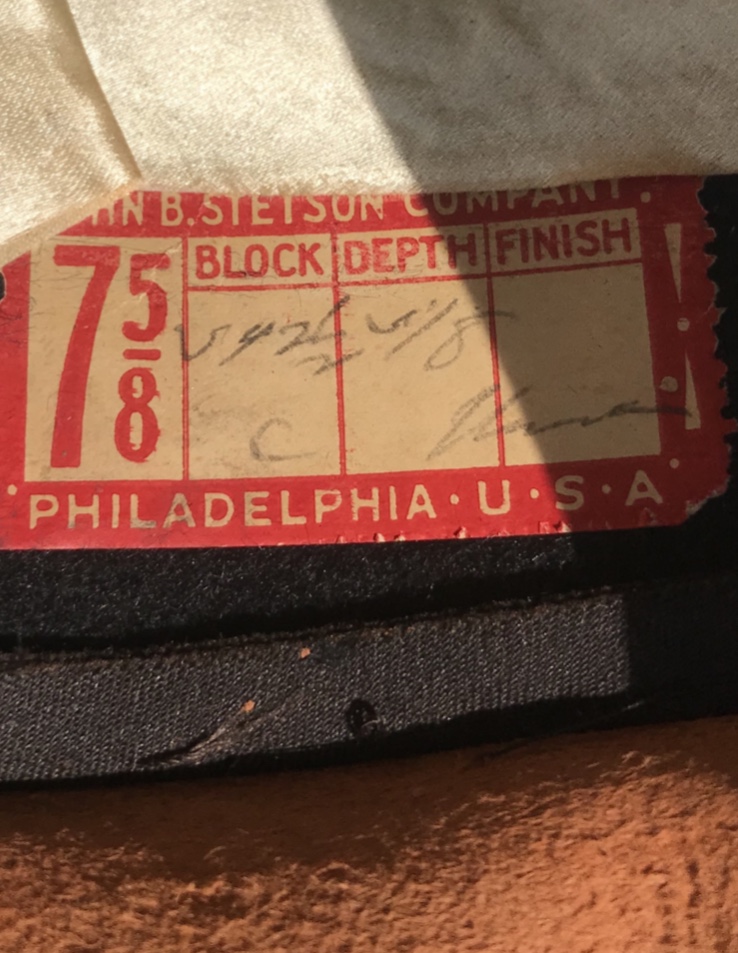 HN B. STETSON COMPANY.
7 5/8 BLOCK DEPTH FINISH
C
· PHILADELPHIA · U · S · A ·